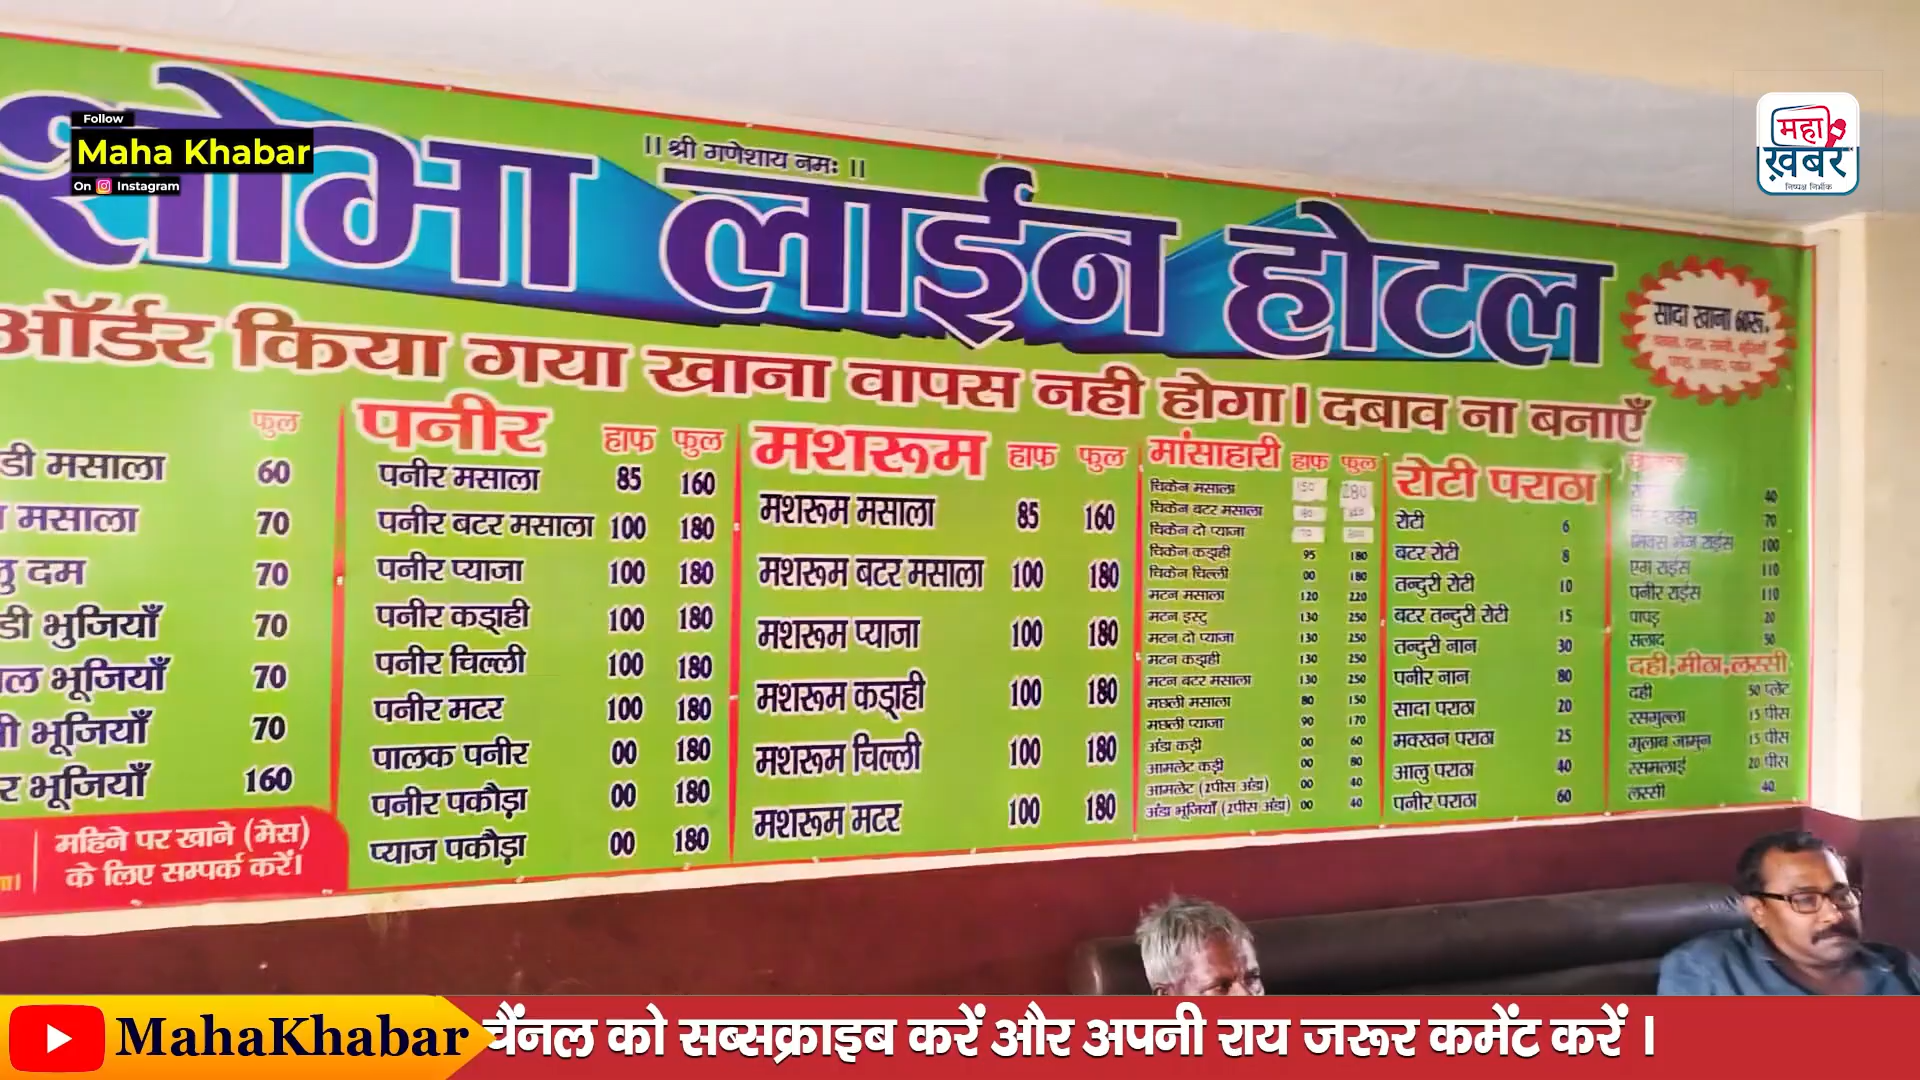 Follow
Maha Khabar
On Instagram
महा
ख़बर
निष्पक्ष निर्भीक
।। श्री गणेशाय नमः ।।
शोभा लाईन होटल
सादा खाना 60रू.
ऑर्डर किया गया खाना वापस नही होगा। दबाव ना बनाएँ
फुल
डी मसाला 60
मसाला 70
दम 70
डी भुजियाँ 70
ल भूजियाँ 70
भूजियाँ 70
र भूजियाँ 160
महिने पर खाने (मेस)
के लिए सम्पर्क करें।
पनीर हाफ फुल
पनीर मसाला 85 160
पनीर बटर मसाला 100 180
पनीर प्याजा 100 180
पनीर कड़ाही 100 180
पनीर चिल्ली 100 180
पनीर मटर 100 180
पालक पनीर 00 180
पनीर पकौड़ा 00 180
प्याज पकौड़ा 00 180
मशरूम हाफ फुल
मशरूम मसाला 85 160
मशरूम बटर मसाला 100 180
मशरूम प्याजा 100 180
मशरूम कड़ाही 100 180
मशरूम चिल्ली 100 180
मशरूम मटर 100 180
मांसाहारी हाफ फुल
चिकेन मसाला 150 280
चिकेन बटर मसाला
चिकेन दो प्याजा
चिकेन कड़ाही 95 180
चिकेन चिल्ली 00 180
मटन मसाला 120 220
मटन इस्टु 130 250
मटन दो प्याजा 130 250
मटन कड़ाही 130 250
मटन बटर मसाला 130 250
मछली मसाला 80 150
मछली प्याजा 90 170
अंडा कढ़ी 00 60
आमलेट कढ़ी 00 80
आमलेट (2पीस अंडा) 00 40
अंडा भूजियाँ (2पीस अंडा) 00 40
रोटी पराठा
रोटी 6
बटर रोटी 8
तन्दुरी रोटी 10
बटर तन्दुरी रोटी 15
तन्दुरी नान 30
पनीर नान 80
सादा पराठा 20
मक्खन पराठा 25
आलु पराठा 40
पनीर पराठा 60
40
राईस 70
मिक्स भेज राईस 100
एग राईस 110
पनीर राईस 110
पापड़ 20
सलाद 50
दही,मीठा,लस्सी
दही 50 प्लेट
रसगुल्ला 15 पीस
गुलाब जामुन 15 पीस
रसमलाई 20 पीस
लस्सी 40
MahaKhabar चैंनल को सब्सक्राइब करें और अपनी राय जरूर कमेंट करें ।